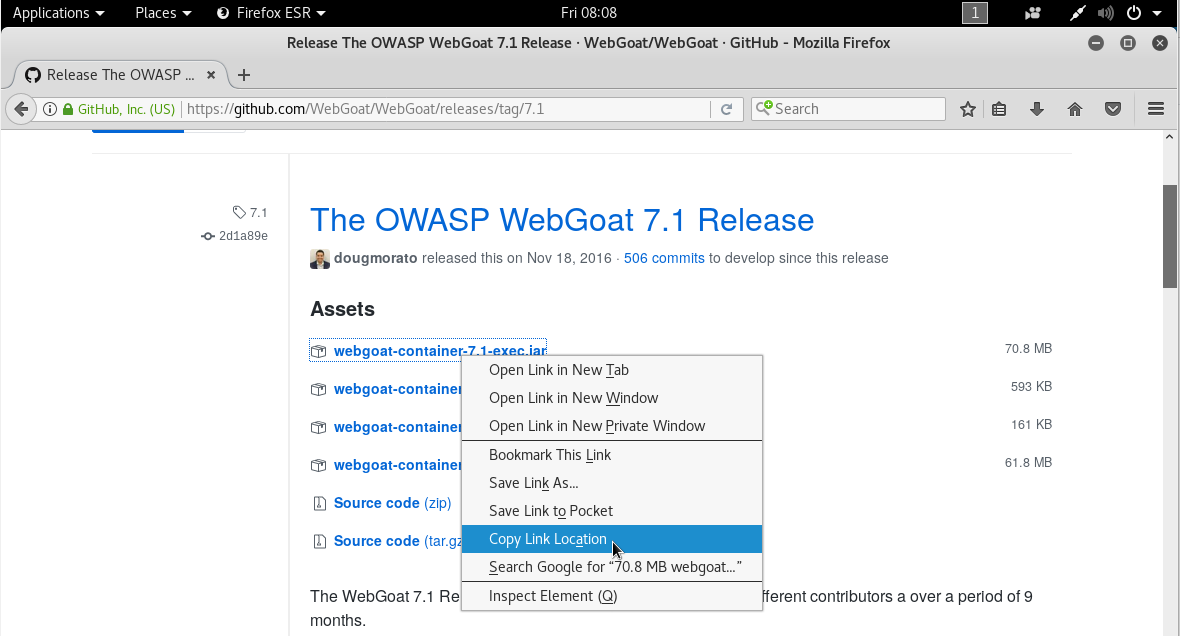 Applications Places Firefox ESR Fri 08:08 1
Release The OWASP WebGoat 7.1 Release · WebGoat/WebGoat · GitHub - Mozilla Firefox
Release The OWASP ...
GitHub, Inc. (US) https://github.com/WebGoat/WebGoat/releases/tag/7.1 Search
7.1
2d1a89e
The OWASP WebGoat 7.1 Release
dougmorato released this on Nov 18, 2016 · 506 commits to develop since this release
Assets
webgoat-container-7.1-exec.jar 70.8 MB
webgoat-container 593 KB
webgoat-container 161 KB
webgoat-container 61.8 MB
Source code (zip)
Source code (tar.gz
Open Link in New Tab
Open Link in New Window
Open Link in New Private Window
Bookmark This Link
Save Link As...
Save Link to Pocket
Copy Link Location
Search Google for “70.8 MB webgoat...”
Inspect Element (Q)
The WebGoat 7.1 Re fferent contributors a over a period of 9
months.